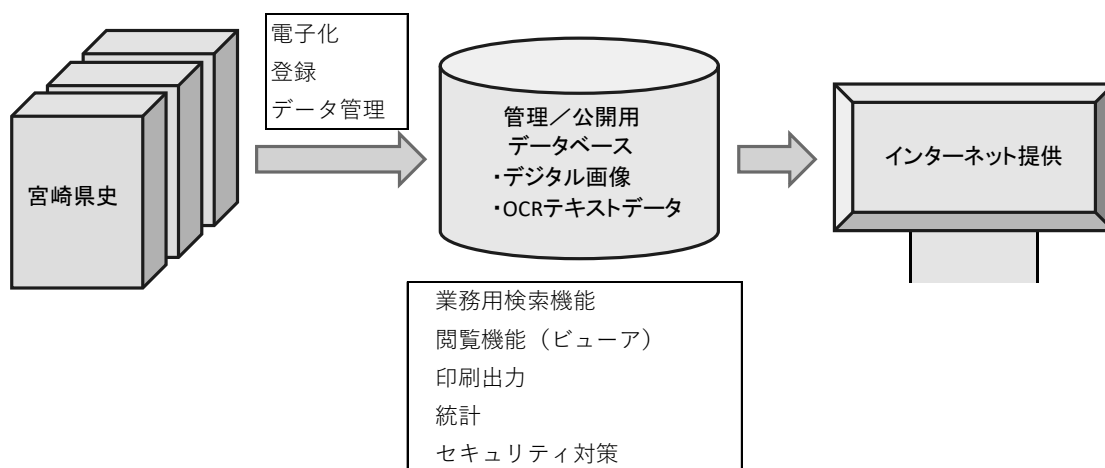 電子化
登録
データ管理
宮崎県史
管理／公開用
データベース
・デジタル画像
・OCRテキストデータ
インターネット提供
業務用検索機能
閲覧機能（ビューア）
印刷出力
統計
セキュリティ対策